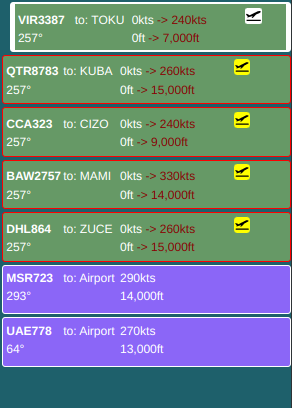 VIR3387 to: TOKU 0kts -> 240kts
257° 0ft -> 7,000ft
QTR8783 to: KUBA 0kts -> 260kts
257° 0ft -> 15,000ft
CCA323 to: CIZO 0kts -> 240kts
257° 0ft -> 9,000ft
BAW2757 to: MAMI 0kts -> 330kts
257° 0ft -> 14,000ft
DHL864 to: ZUCE 0kts -> 260kts
257° 0ft -> 15,000ft
MSR723 to: Airport 290kts
293° 14,000ft
UAE778 to: Airport 270kts
64° 13,000ft